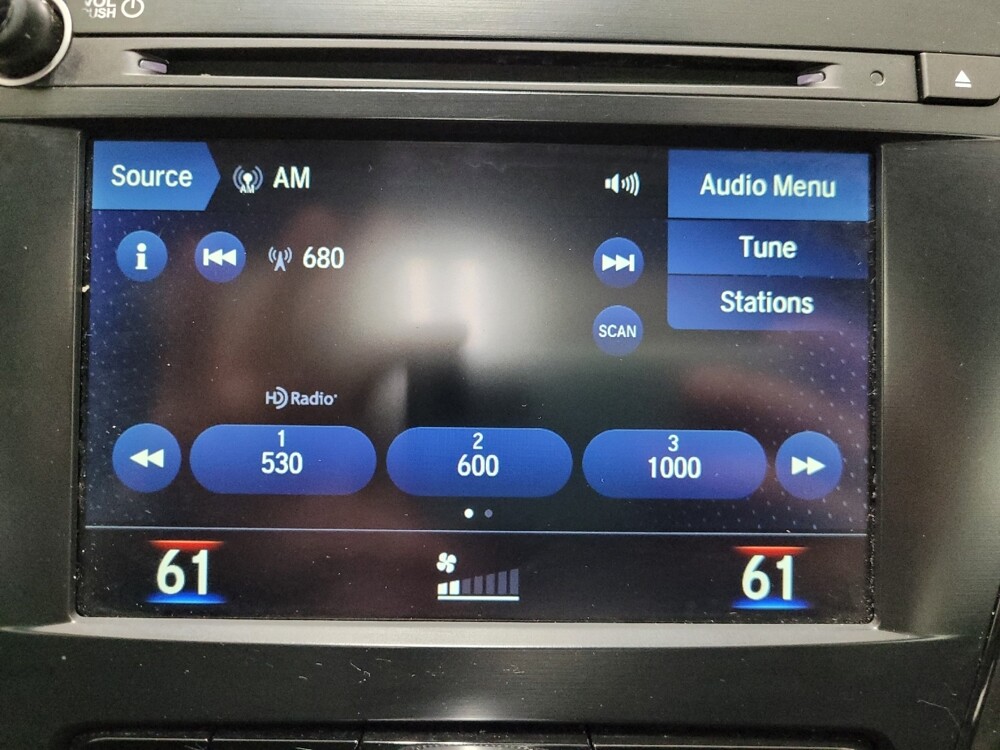 VOL
PUSH
Source
AM
AM
Audio Menu
680
Tune
Stations
SCAN
HD Radio
1
530
2
600
3
1000
61
61